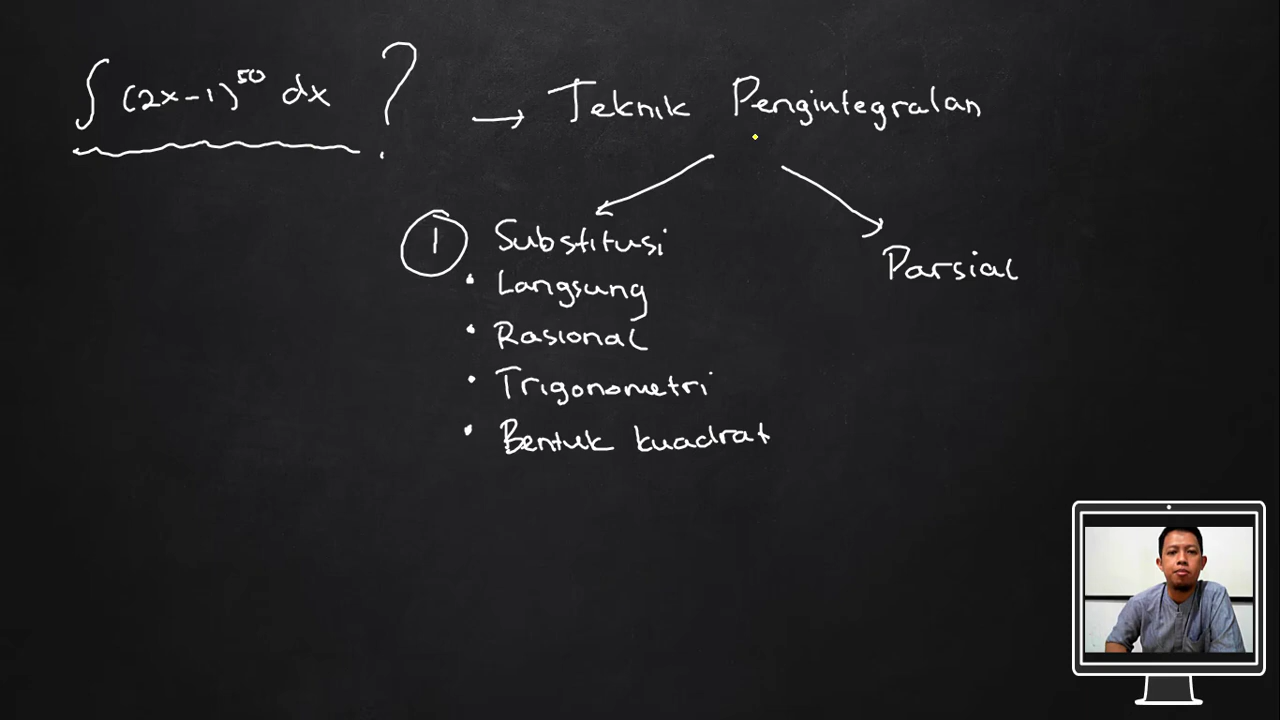 ∫ (2x-1)^50 dx ?
→ Teknik Pengintegralan
1 Substitusi
• Langsung
• Rasional
• Trigonometri
• Bentuk kuadrat
Parsial